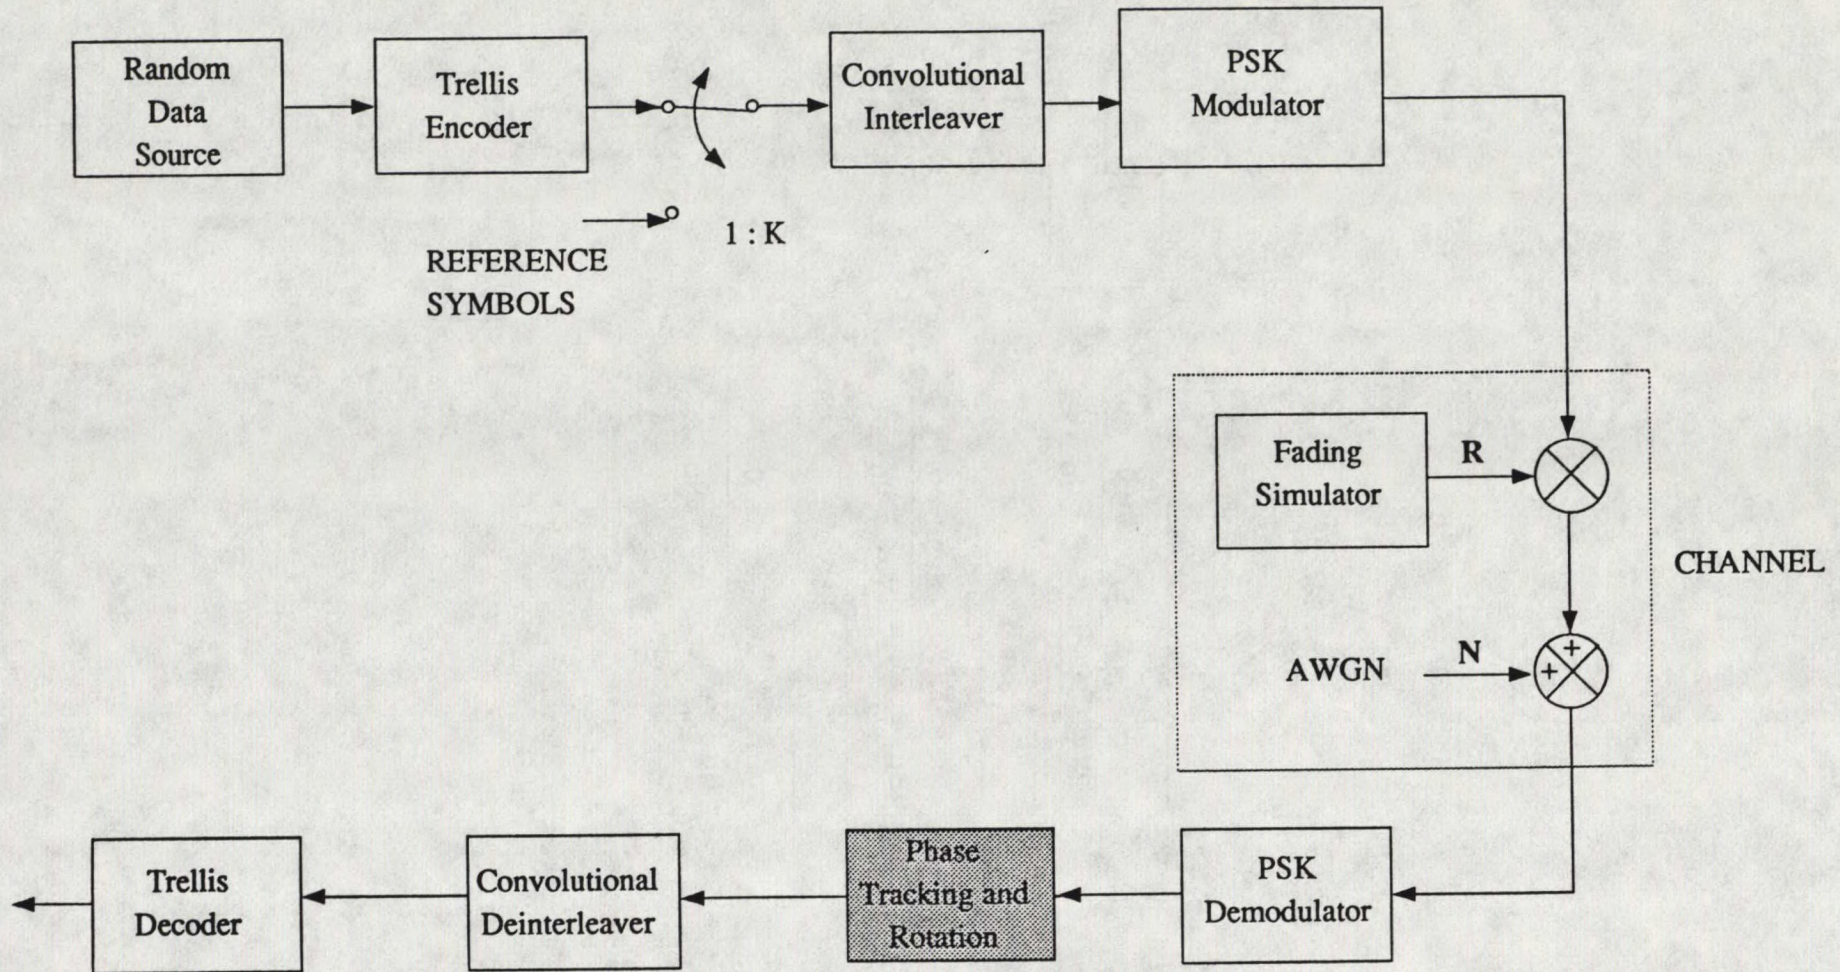 Random
Data
Source
Trellis
Encoder
Convolutional
Interleaver
PSK
Modulator
REFERENCE
SYMBOLS
1 : K
Fading
Simulator
R
CHANNEL
AWGN
N
+
+
Trellis
Decoder
Convolutional
Deinterleaver
Phase
Tracking and
Rotation
PSK
Demodulator